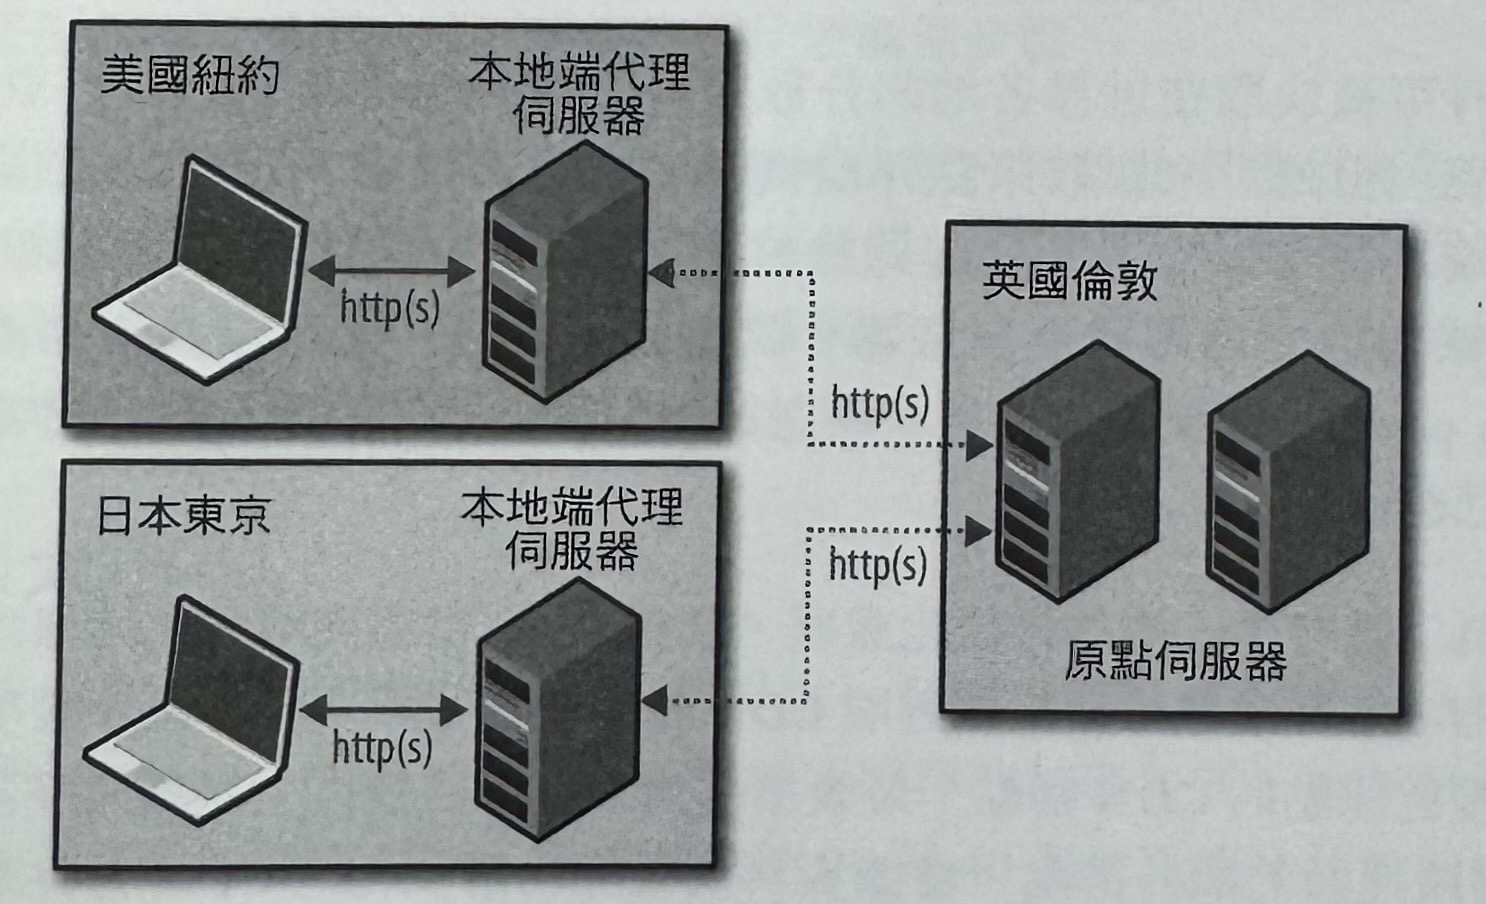 美國紐約
本地端代理
伺服器
http(s)
日本東京
本地端代理
伺服器
http(s)
http(s)
http(s)
英國倫敦
原點伺服器